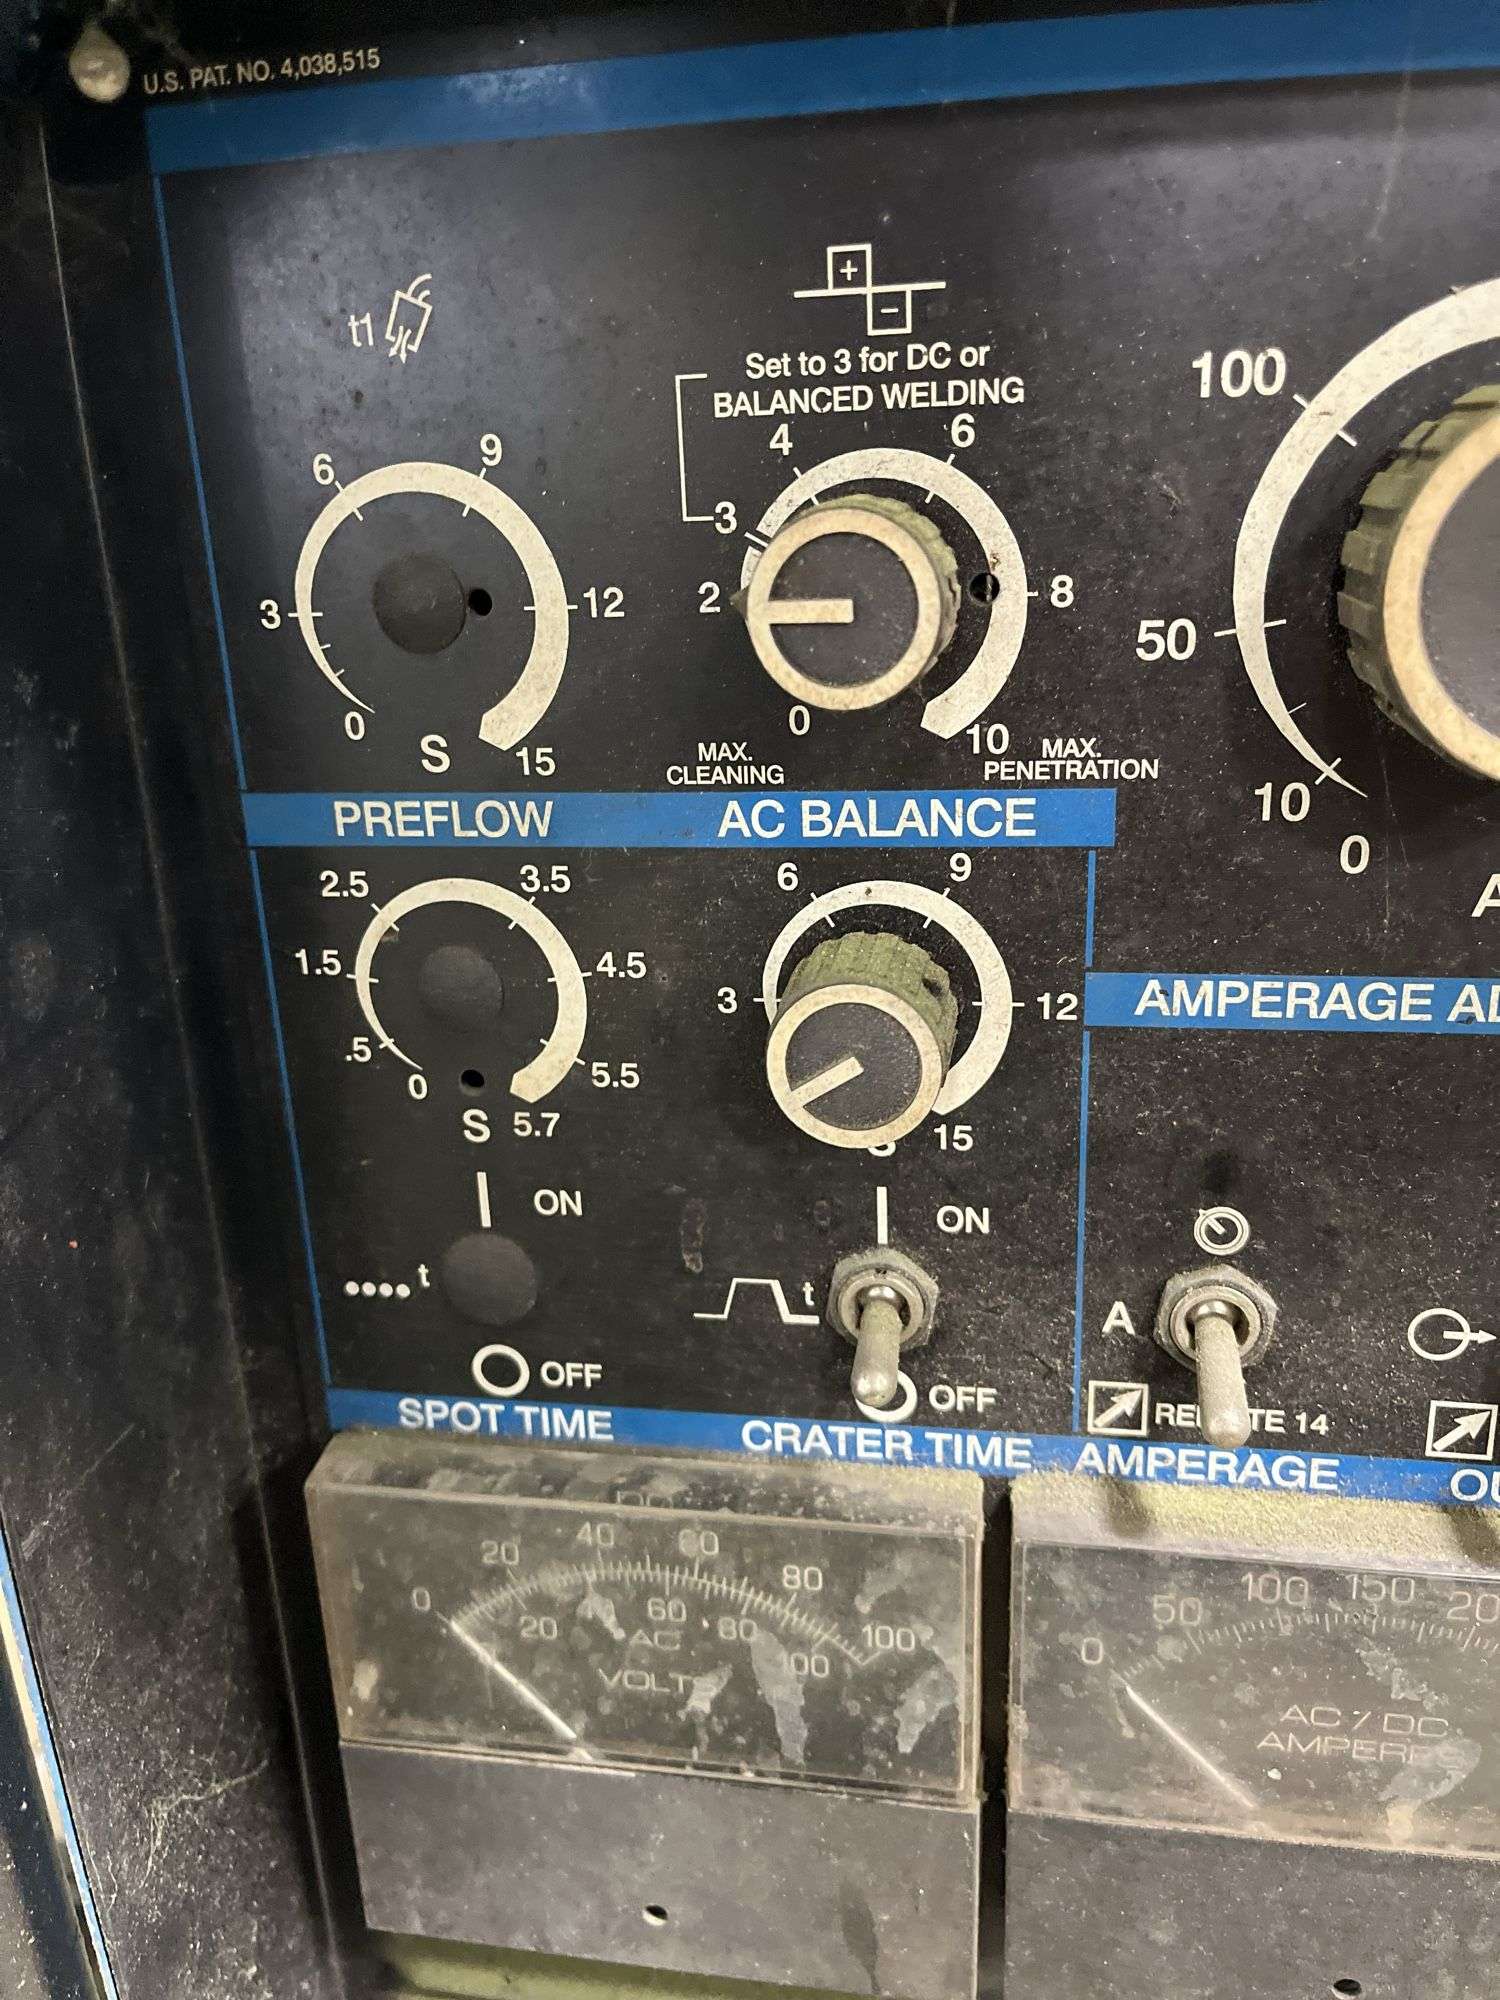 U.S. PAT. NO. 4,038,515
t1
+
−
Set to 3 for DC or
BALANCED WELDING
0
3
6
9
12
15
S
0
2
3
4
6
8
10
MAX.
CLEANING
MAX.
PENETRATION
0
10
50
100
PREFLOW
AC BALANCE
0
.5
1.5
2.5
3.5
4.5
5.5
5.7
S
3
6
9
12
15
AMPERAGE
ON
t
OFF
ON
t
OFF
A
14
SPOT TIME
CRATER TIME
AMPERAGE
0 20 40 60 80 100
20 40 60 80 100
AC
VOLTS
0 50 100 150
AC / DC
AMPERES